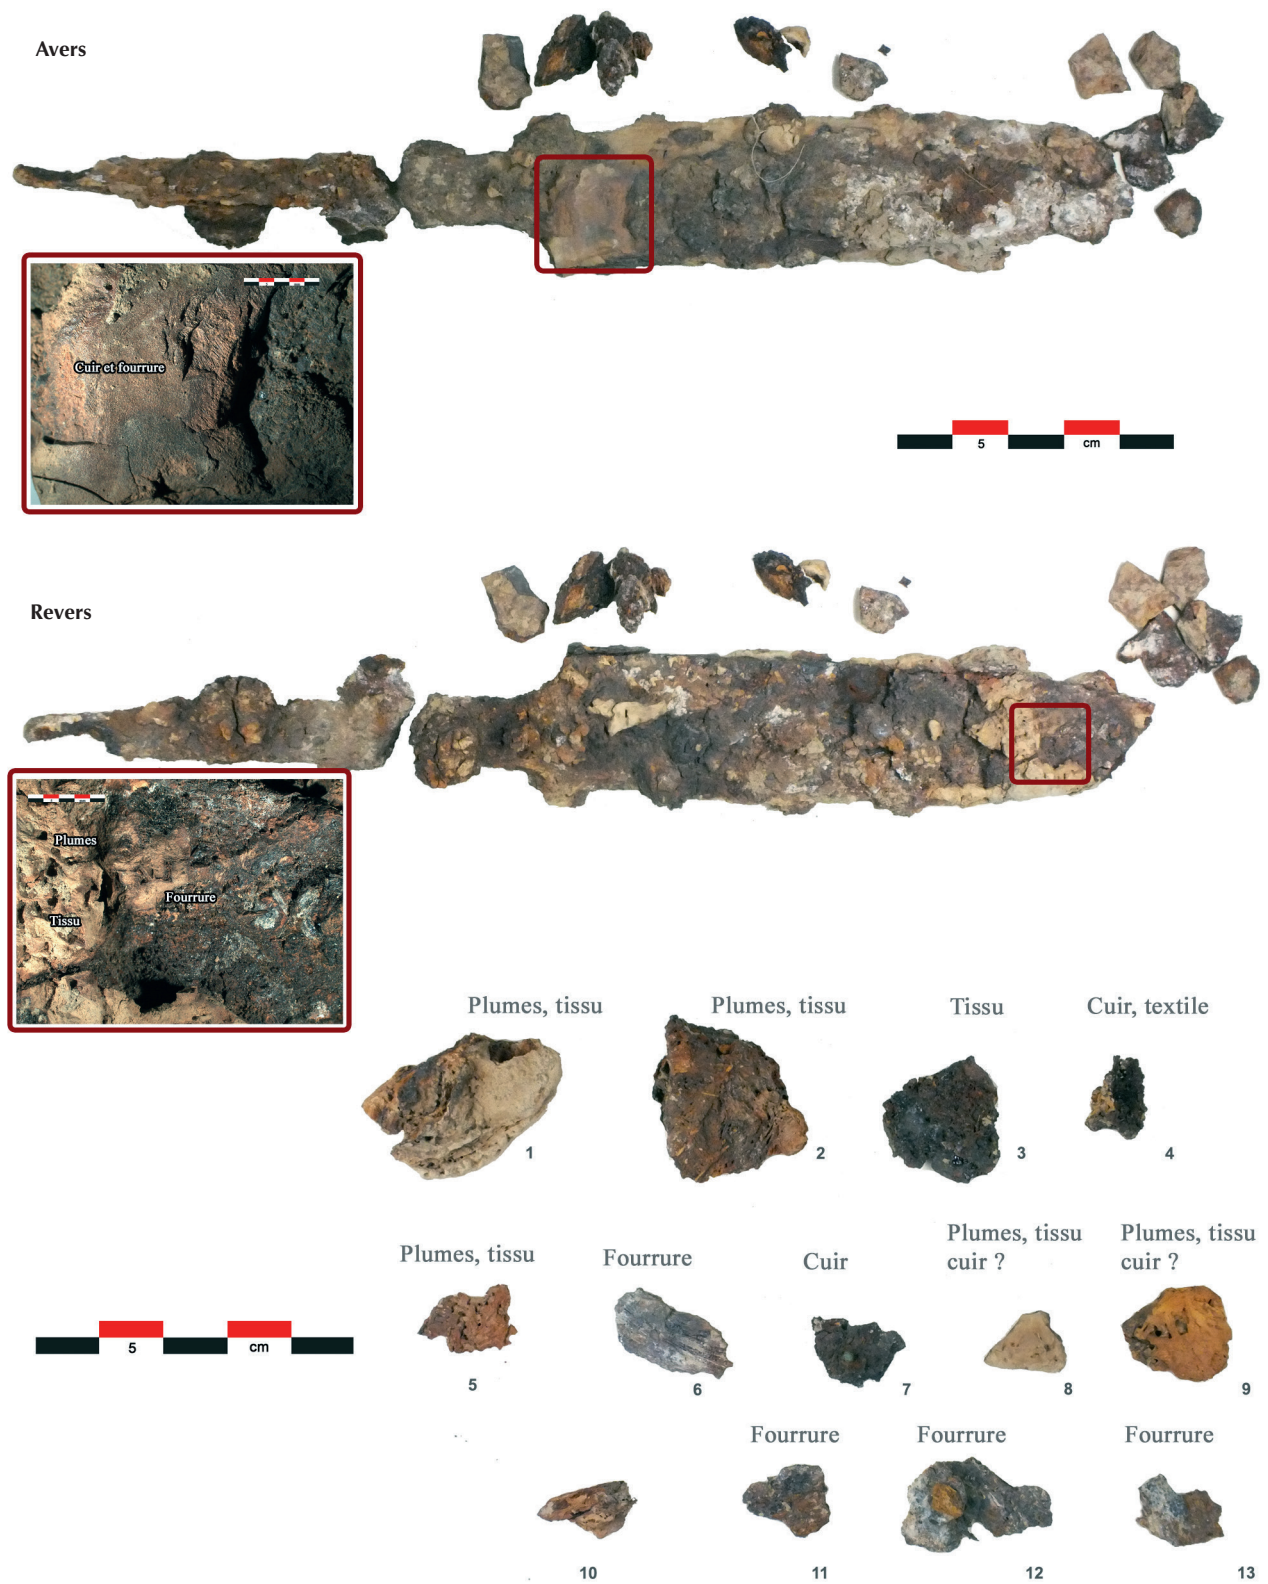 Avers
Cuir et fourrure
5 cm
Revers
Plumes
Fourrure
Tissu
Plumes, tissu
Plumes, tissu
Tissu
Cuir, textile
1
2
3
4
Plumes, tissu
Fourrure
Cuir
Plumes, tissu
cuir ?
Plumes, tissu
cuir ?
5 cm
5
6
7
8
9
Fourrure
Fourrure
Fourrure
10
11
12
13